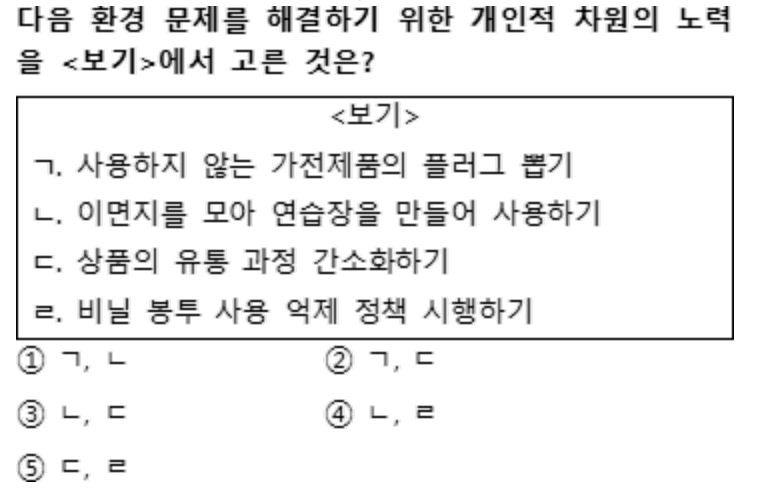 다음 환경 문제를 해결하기 위한 개인적 차원의 노력
을 <보기>에서 고른 것은?
<보기>
ㄱ. 사용하지 않는 가전제품의 플러그 뽑기
ㄴ. 이면지를 모아 연습장을 만들어 사용하기
ㄷ. 상품의 유통 과정 간소화하기
ㄹ. 비닐 봉투 사용 억제 정책 시행하기
① ㄱ, ㄴ ② ㄱ, ㄷ
③ ㄴ, ㄷ ④ ㄴ, ㄹ
⑤ ㄷ, ㄹ